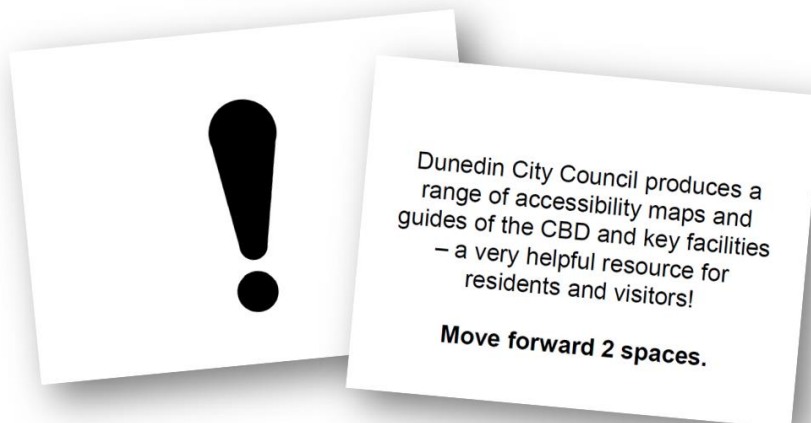 !
Dunedin City Council produces a
range of accessibility maps and
guides of the CBD and key facilities
– a very helpful resource for
residents and visitors!
Move forward 2 spaces.